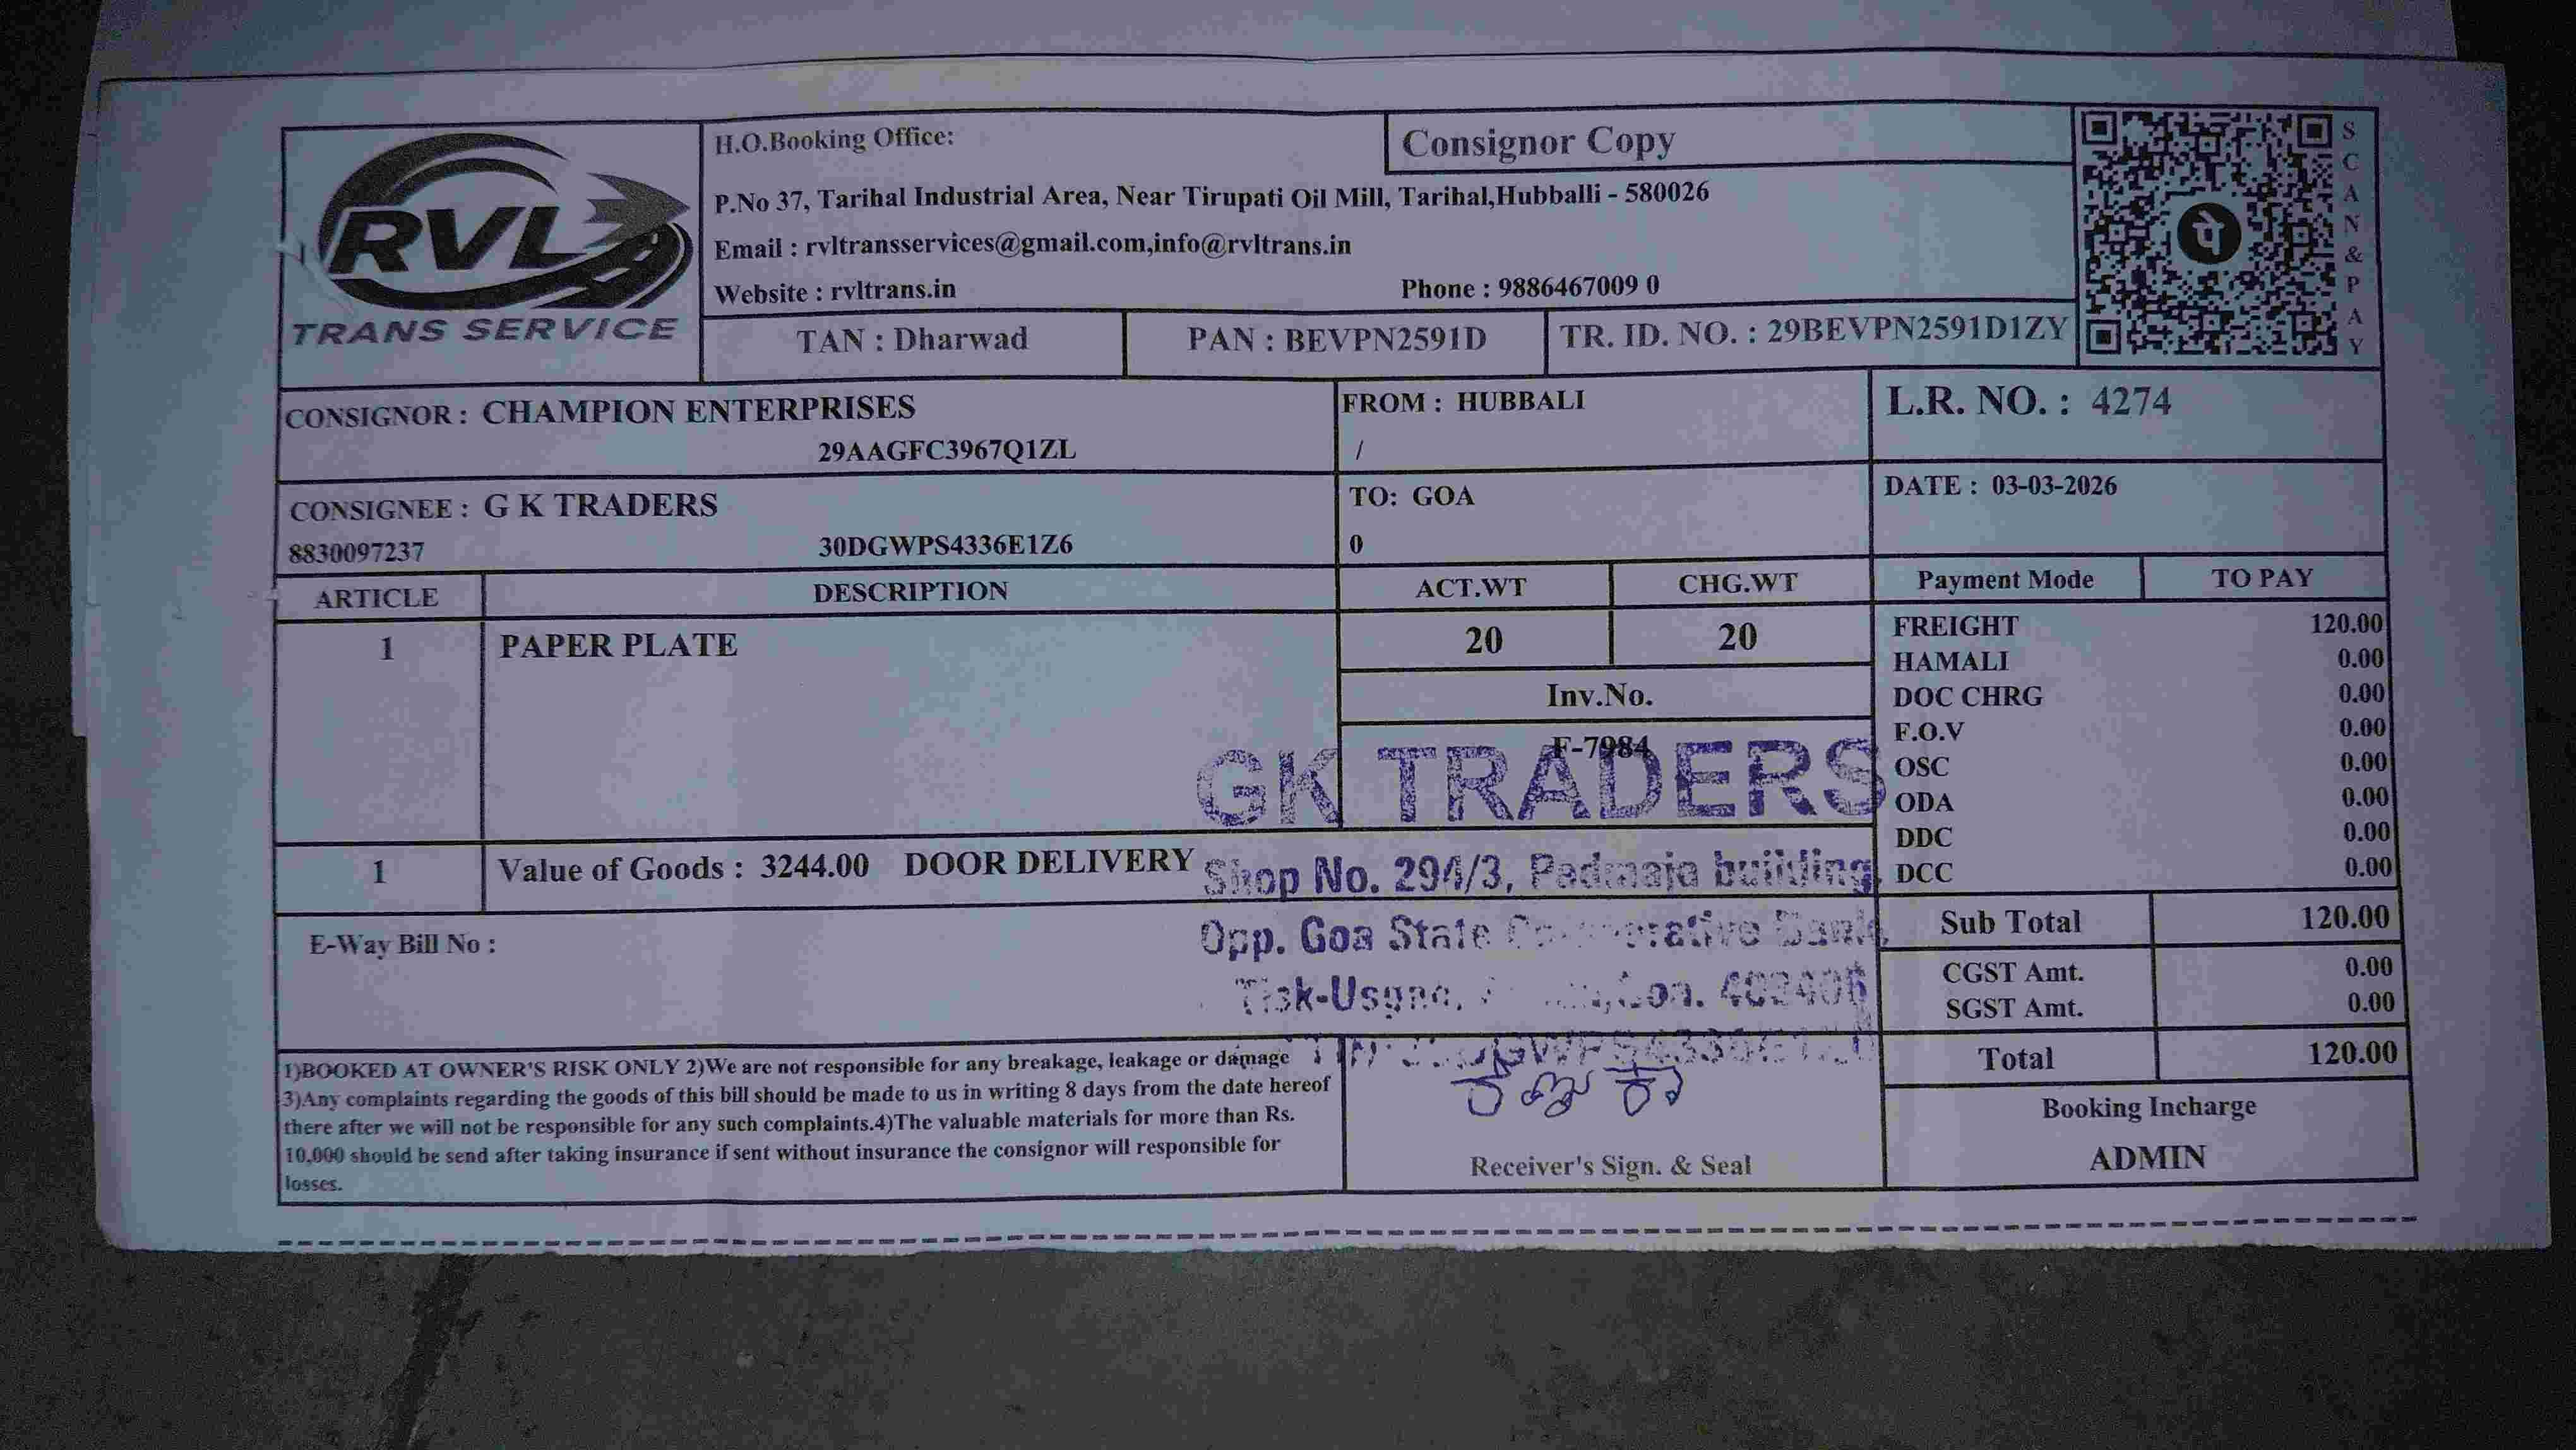 RVL
TRANS SERVICE
H.O.Booking Office:
Consignor Copy
P.No 37, Tarihal Industrial Area, Near Tirupati Oil Mill, Tarihal,Hubballi - 580026
Email : rvltransservices@gmail.com,info@rvltrans.in
Website : rvltrans.in Phone : 9886467009 0
TAN : Dharwad PAN : BEVPN2591D TR. ID. NO. : 29BEVPN2591D1ZY
SCAN&PAY
पे
CONSIGNOR : CHAMPION ENTERPRISES
29AAGFC3967Q1ZL
FROM : HUBBALI
/
L.R. NO. : 4274
CONSIGNEE : G K TRADERS
8830097237 30DGWPS4336E1Z6
TO: GOA
0
DATE : 03-03-2026
ARTICLE DESCRIPTION ACT.WT CHG.WT Payment Mode TO PAY
1 PAPER PLATE 20 20
Inv.No.
F-7984
FREIGHT 120.00
HAMALI 0.00
DOC CHRG 0.00
F.O.V 0.00
OSC 0.00
ODA 0.00
DDC 0.00
DCC 0.00
GK TRADERS
Shop No. 294/3, Padmaja building
Opp. Goa State Bank
1 Value of Goods : 3244.00 DOOR DELIVERY
E-Way Bill No :
Sub Total 120.00
CGST Amt. 0.00
SGST Amt. 0.00
Total 120.00
1)BOOKED AT OWNER'S RISK ONLY 2)We are not responsible for any breakage, leakage or damage
3)Any complaints regarding the goods of this bill should be made to us in writing 8 days from the date hereof
there after we will not be responsible for any such complaints.4)The valuable materials for more than Rs.
10,000 should be send after taking insurance if sent without insurance the consignor will responsible for
losses.
Receiver's Sign. & Seal
Booking Incharge
ADMIN